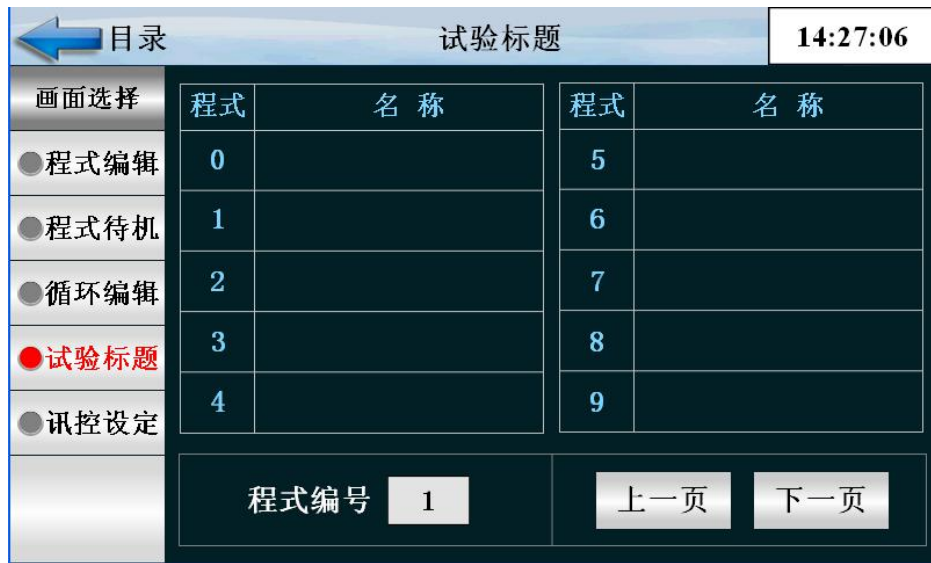 目录 试验标题 14:27:06
画面选择
程式编辑
程式待机
循环编辑
试验标题
讯控设定
程式 名称 程式 名称
0 5
1 6
2 7
3 8
4 9
程式编号 1 上一页 下一页